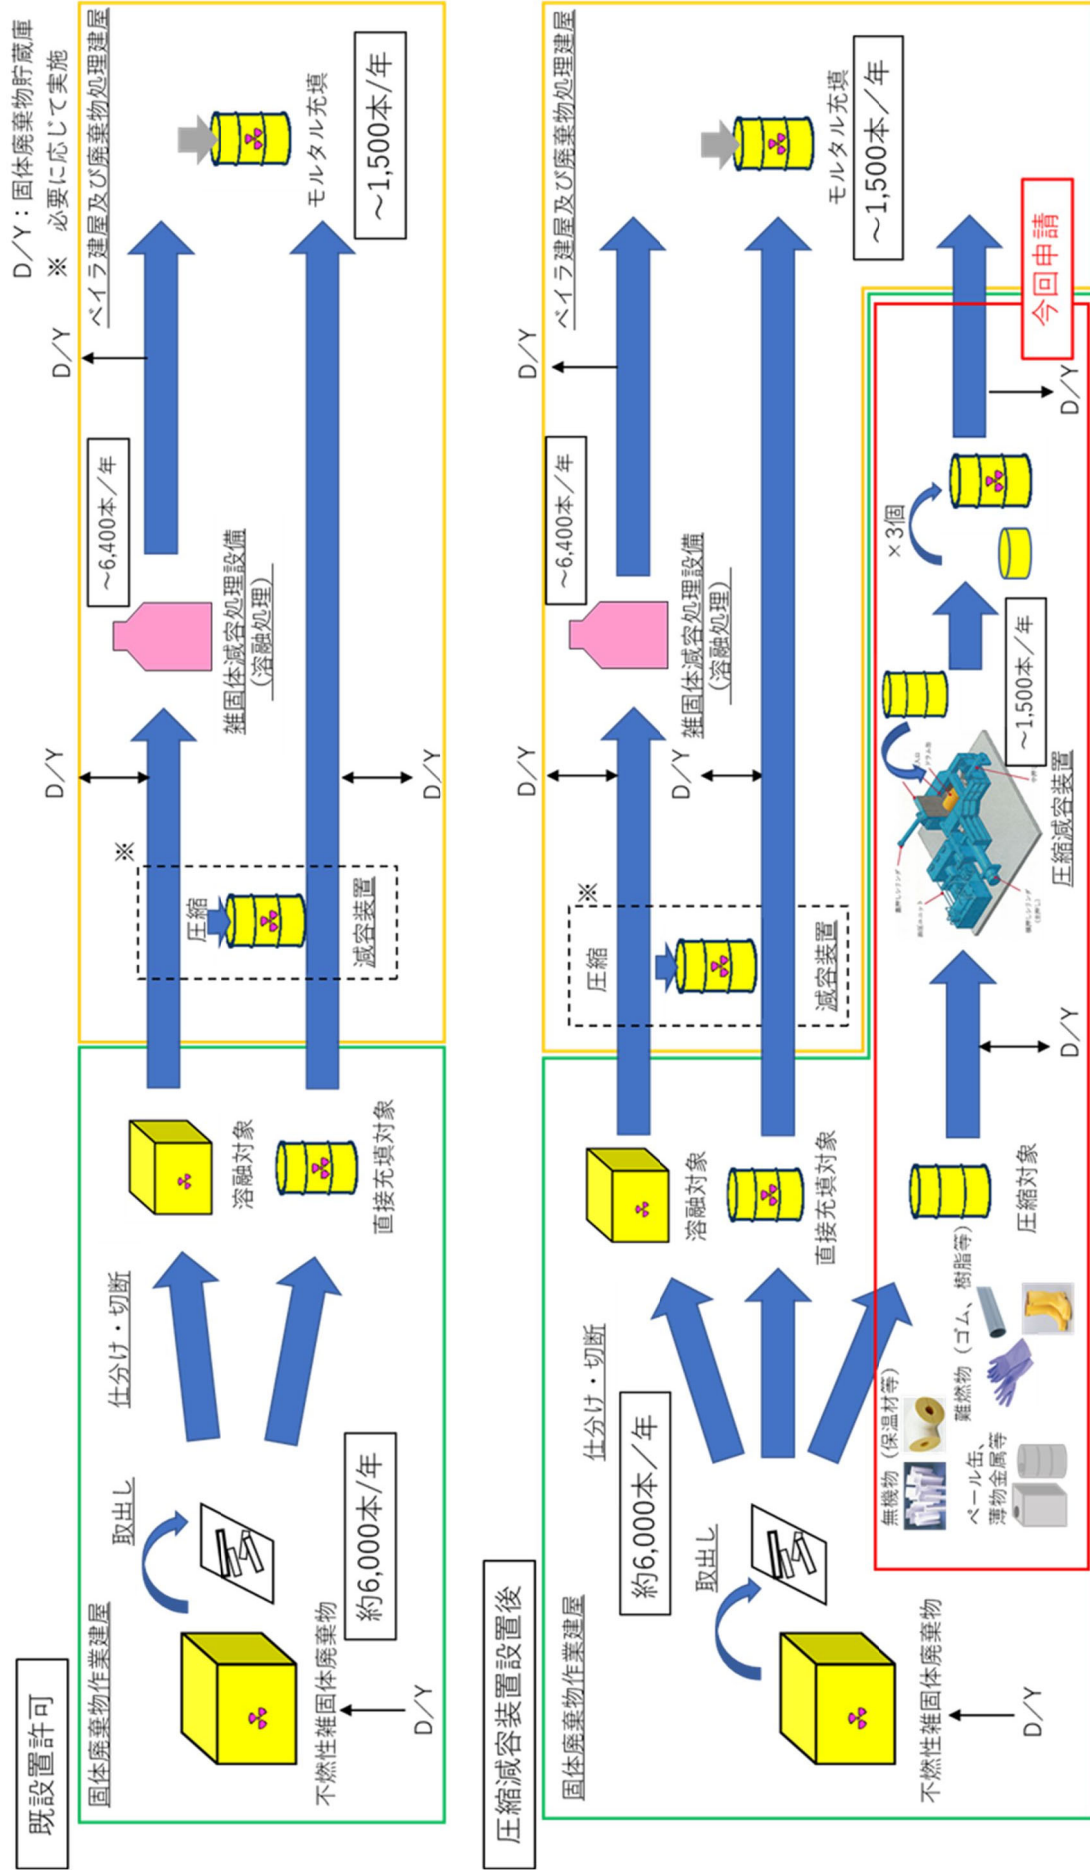 D/Y：固体廃棄物貯蔵庫
※　必要に応じて実施
既設置許可
固体廃棄物作業建屋
取出し
仕分け・切断
約6,000本/年
不燃性雑固体廃棄物
D/Y
溶融対象
直接充填対象
ベイラ建屋及び廃棄物処理建屋
※
圧縮
減容装置
D/Y
D/Y
～6,400本／年
雑固体減容処理設備
（溶融処理）
D/Y
モルタル充填
～1,500本/年
圧縮減容装置設置後
固体廃棄物作業建屋
取出し
仕分け・切断
約6,000本／年
不燃性雑固体廃棄物
D/Y
溶融対象
直接充填対象
無機物（保温材等）
難燃物（ゴム、樹脂等）
ペール缶、
薄物金属等
圧縮対象
D/Y
ベイラ建屋及び廃棄物処理建屋
※
圧縮
減容装置
D/Y
D/Y
～6,400本／年
雑固体減容処理設備
（溶融処理）
D/Y
モルタル充填
～1,500本／年
ドラム缶
圧縮減容装置
～1,500本／年
×3個
D/Y
今回申請